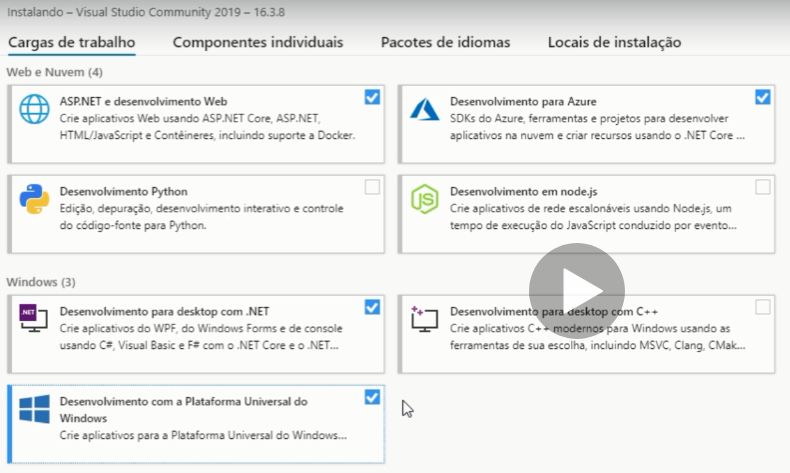 Instalando – Visual Studio Community 2019 – 16.3.8
Cargas de trabalho Componentes individuais Pacotes de idiomas Locais de instalação
Web e Nuvem (4)
ASP.NET e desenvolvimento Web
Crie aplicativos Web usando ASP.NET Core, ASP.NET,
HTML/JavaScript e Contêineres, incluindo suporte a Docker.
Desenvolvimento para Azure
SDKs do Azure, ferramentas e projetos para desenvolver
aplicativos na nuvem e criar recursos usando o .NET Core ...
Desenvolvimento Python
Edição, depuração, desenvolvimento interativo e controle
do código-fonte para Python.
Desenvolvimento em node.js
Crie aplicativos de rede escalonáveis usando Node.js, um
tempo de execução do JavaScript conduzido por evento...
Windows (3)
.NET
Desenvolvimento para desktop com .NET
Crie aplicativos do WPF, do Windows Forms e de console
usando C#, Visual Basic e F# com o .NET Core e o .NET...
Desenvolvimento para desktop com C++
Crie aplicativos C++ modernos para Windows usando as
ferramentas de sua escolha, incluindo MSVC, Clang, CMak...
Desenvolvimento com a Plataforma Universal do
Windows
Crie aplicativos para a Plataforma Universal do Windows...